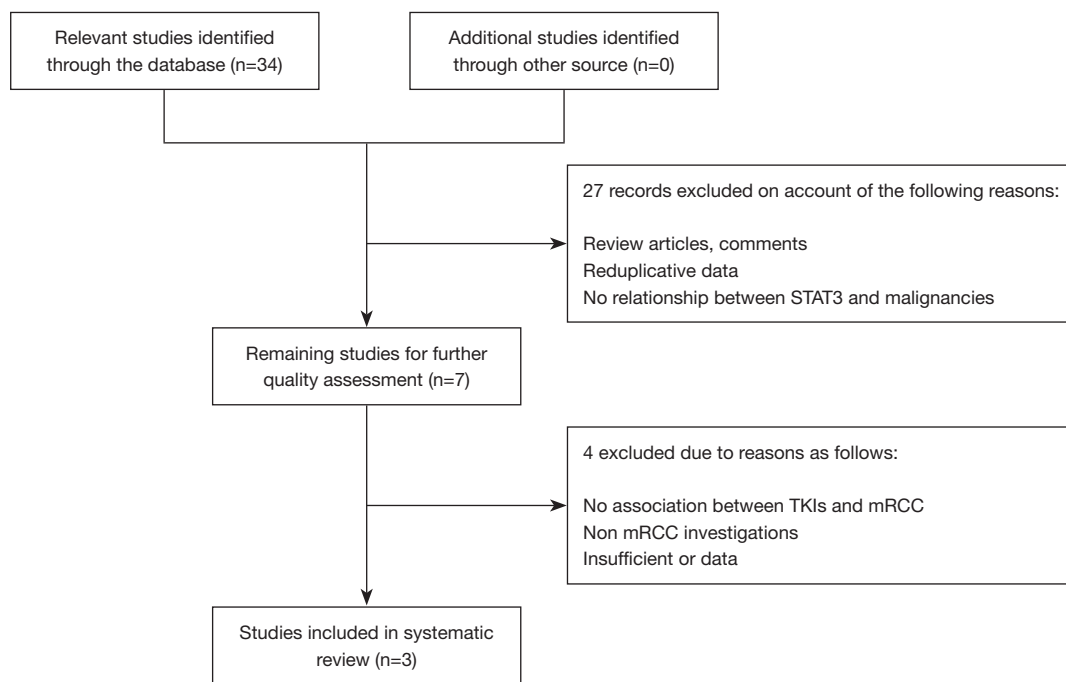 Relevant studies identified
through the database (n=34)
Additional studies identified
through other source (n=0)
27 records excluded on account of the following reasons:
Review articles, comments
Reduplicative data
No relationship between STAT3 and malignancies
Remaining studies for further
quality assessment (n=7)
4 excluded due to reasons as follows:
No association between TKIs and mRCC
Non mRCC investigations
Insufficient or data
Studies included in systematic
review (n=3)